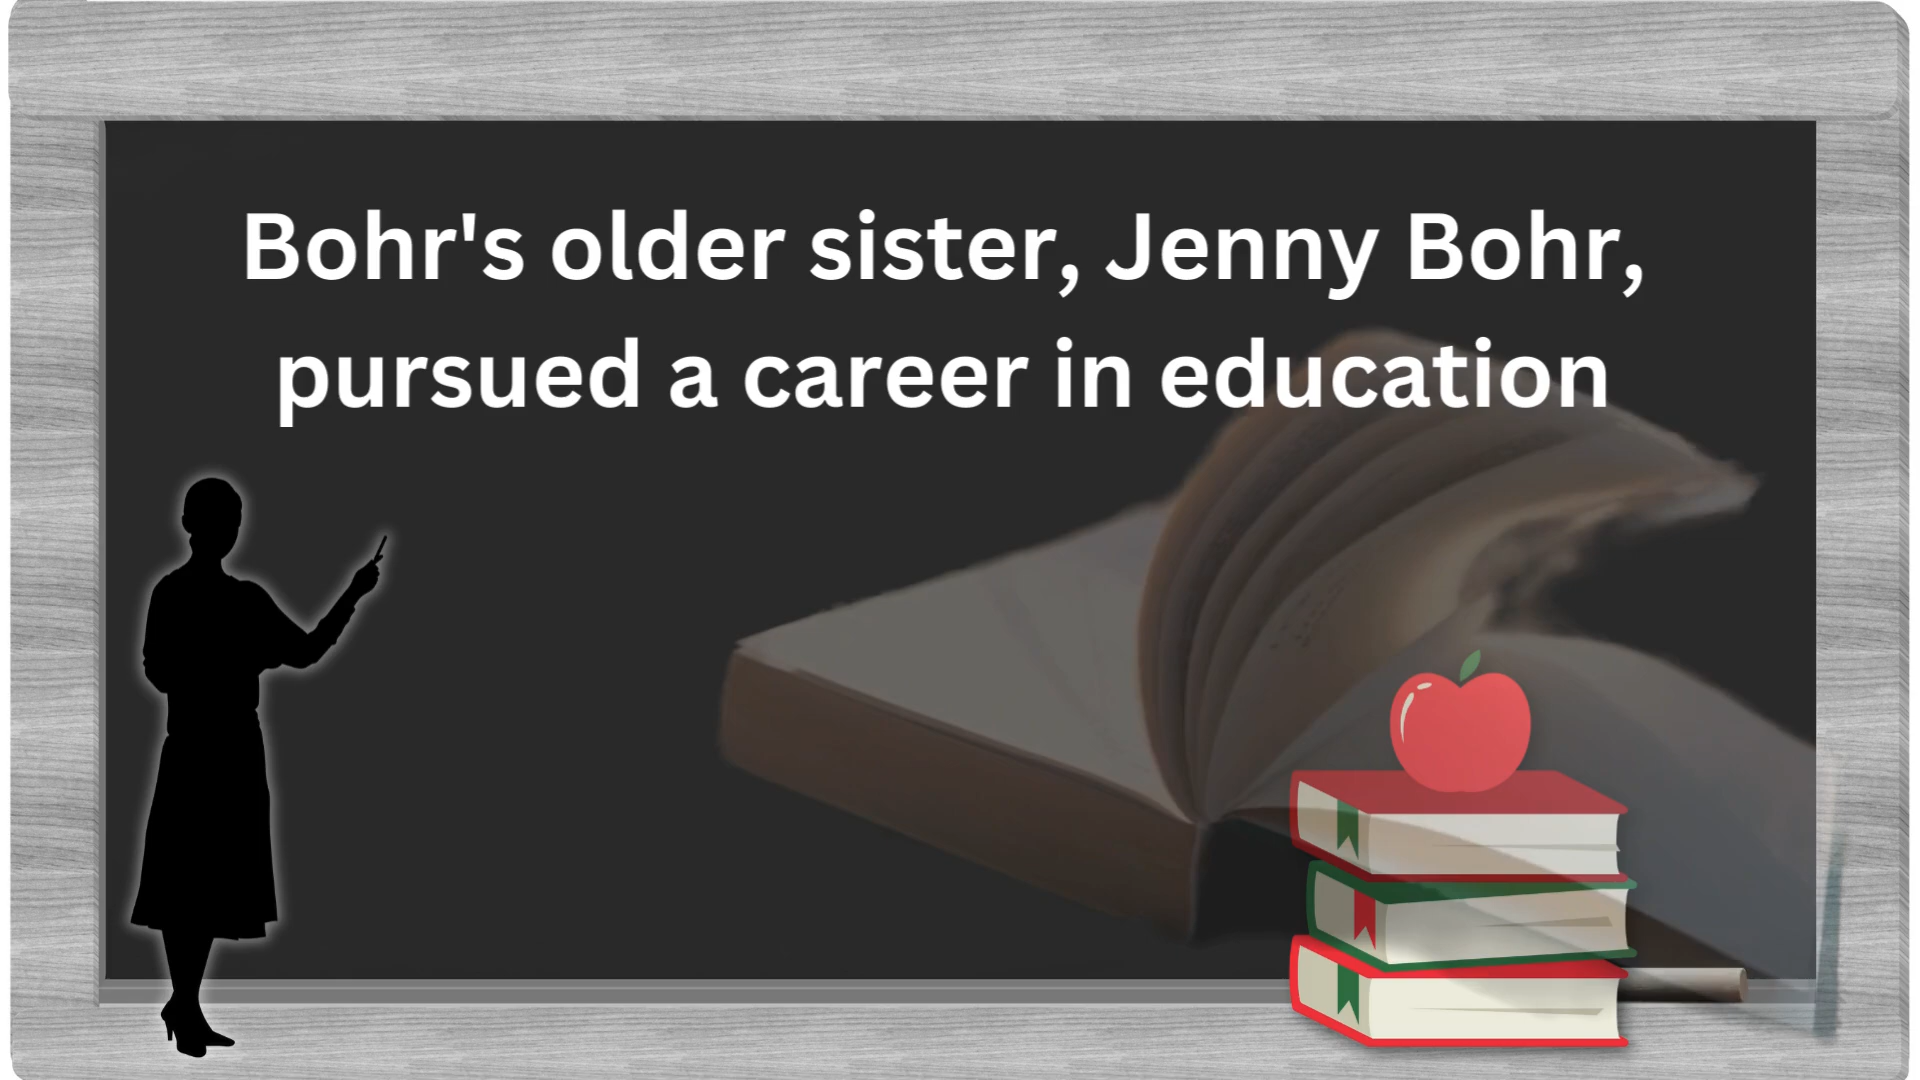 Bohr's older sister, Jenny Bohr,
pursued a career in education